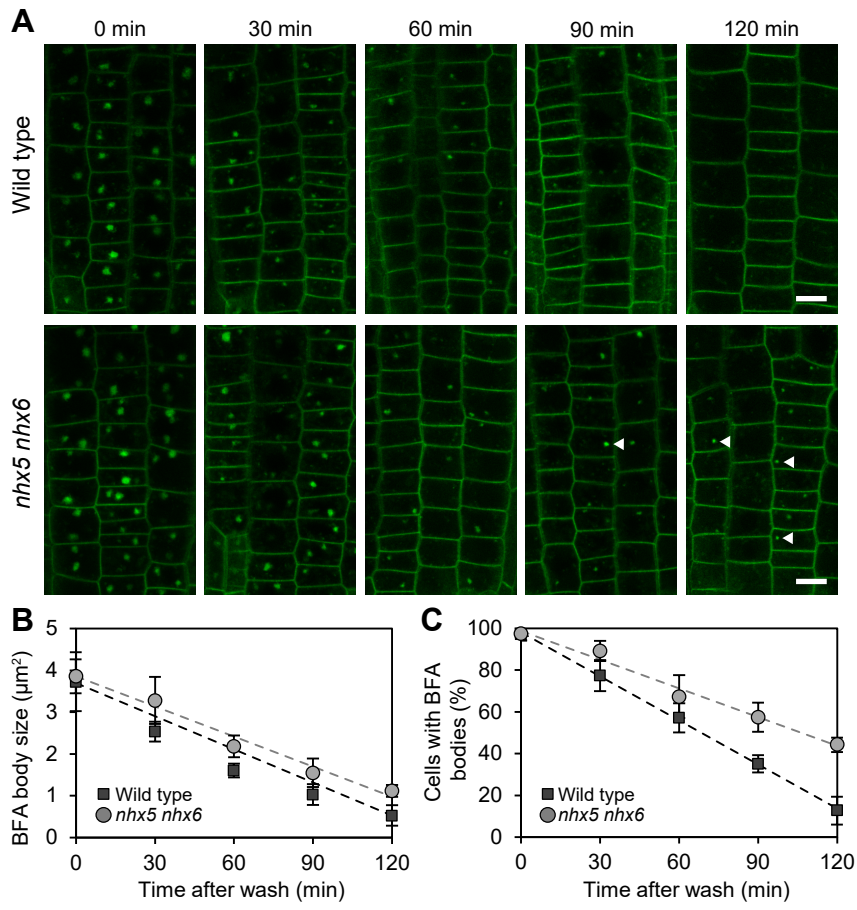 A
0 min 30 min 60 min 90 min 120 min
Wild type
nhx5 nhx6
B
BFA body size (µm²)
5
4
3
2
1
0
Wild type
nhx5 nhx6
0 30 60 90 120
Time after wash (min)
C
Cells with BFA
bodies (%)
100
80
60
40
20
0
Wild type
nhx5 nhx6
0 30 60 90 120
Time after wash (min)